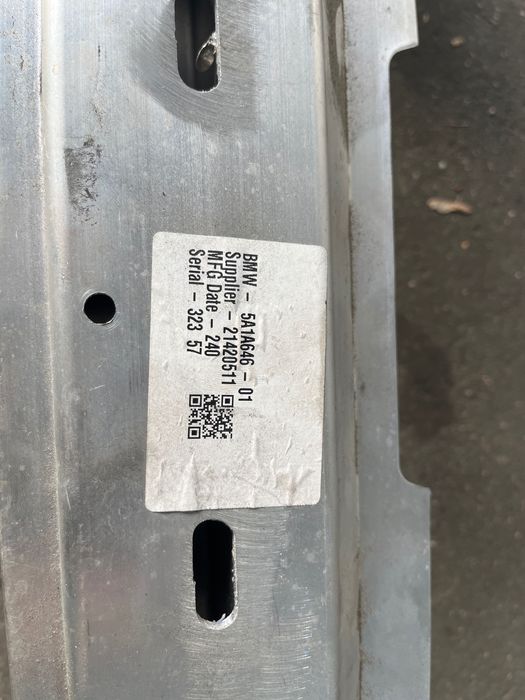 BMW - 5A1A646 - 01
Supplier - 21420511
MFG Date - 240
Serial - 323 57